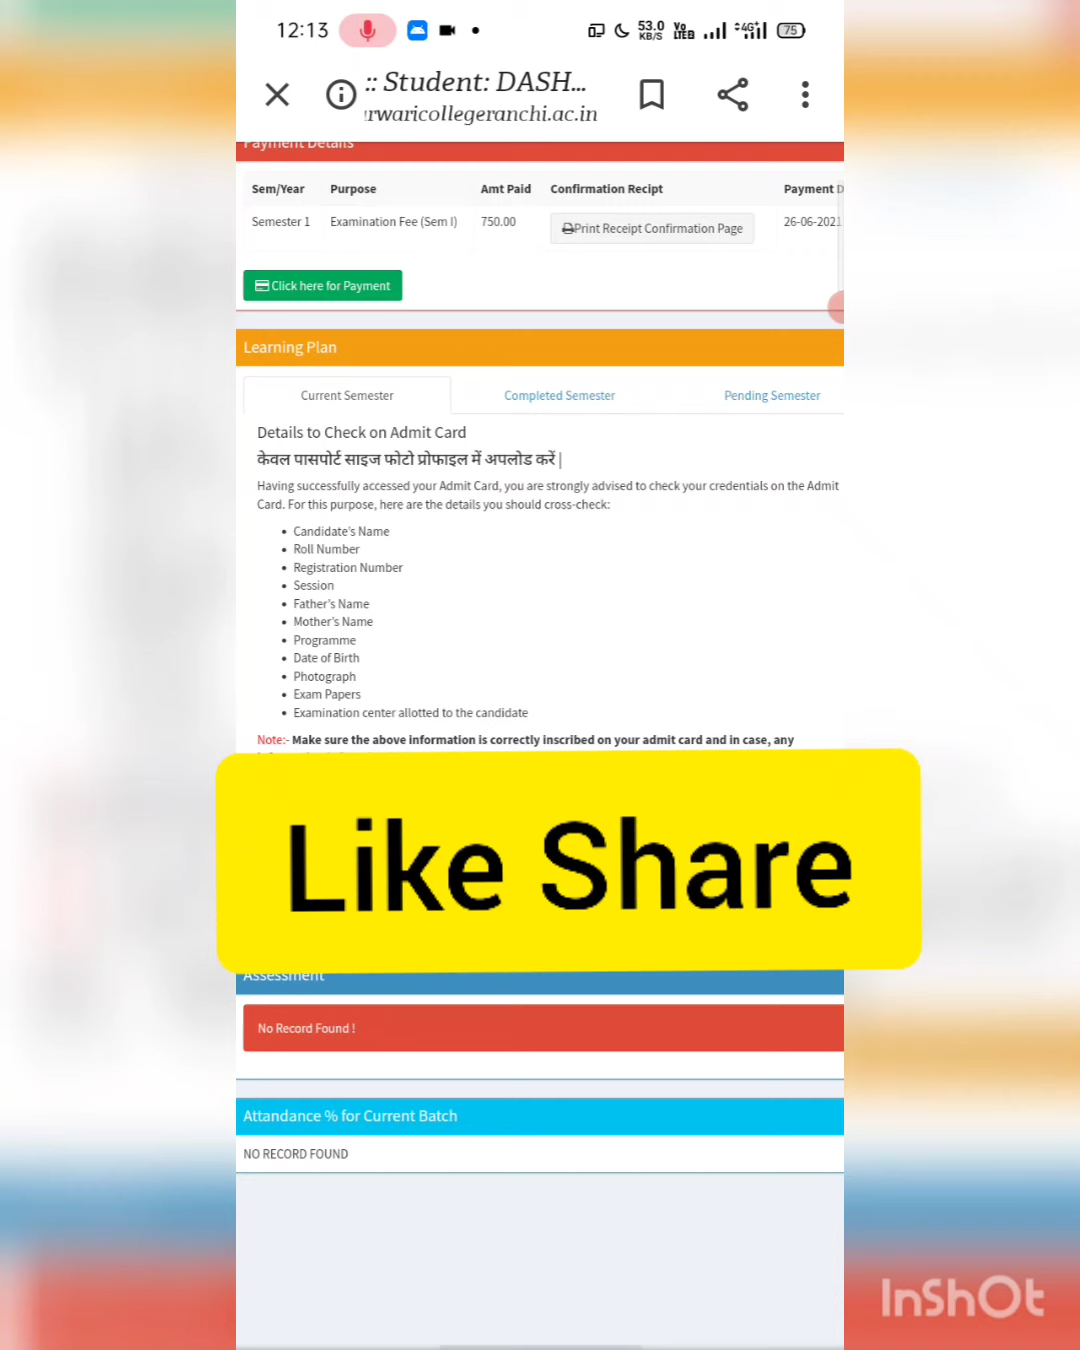 12:13
53.0 KB/S
Vo LTE
4G+
75
:: Student: DASH...
rwaricollegeranchi.ac.in
Payment Details
Sem/Year Purpose Amt Paid Confirmation Recipt Payment D
Semester 1 Examination Fee (Sem I) 750.00 Print Receipt Confirmation Page 26-06-2021
Click here for Payment
Learning Plan
Current Semester Completed Semester Pending Semester
Details to Check on Admit Card
केवल पासपोर्ट साइज फोटो प्रोफाइल में अपलोड करें |
Having successfully accessed your Admit Card, you are strongly advised to check your credentials on the Admit
Card. For this purpose, here are the details you should cross-check:
• Candidate's Name
• Roll Number
• Registration Number
• Session
• Father's Name
• Mother's Name
• Programme
• Date of Birth
• Photograph
• Exam Papers
• Examination center allotted to the candidate
Note:- Make sure the above information is correctly inscribed on your admit card and in case, any
Like Share
Assessment
No Record Found !
Attandance % for Current Batch
NO RECORD FOUND
InShOt